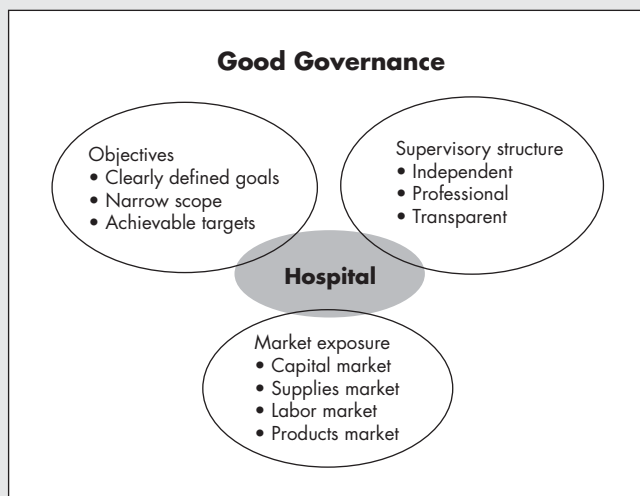 Good Governance
Objectives
• Clearly defined goals
• Narrow scope
• Achievable targets
Supervisory structure
• Independent
• Professional
• Transparent
Hospital
Market exposure
• Capital market
• Supplies market
• Labor market
• Products market